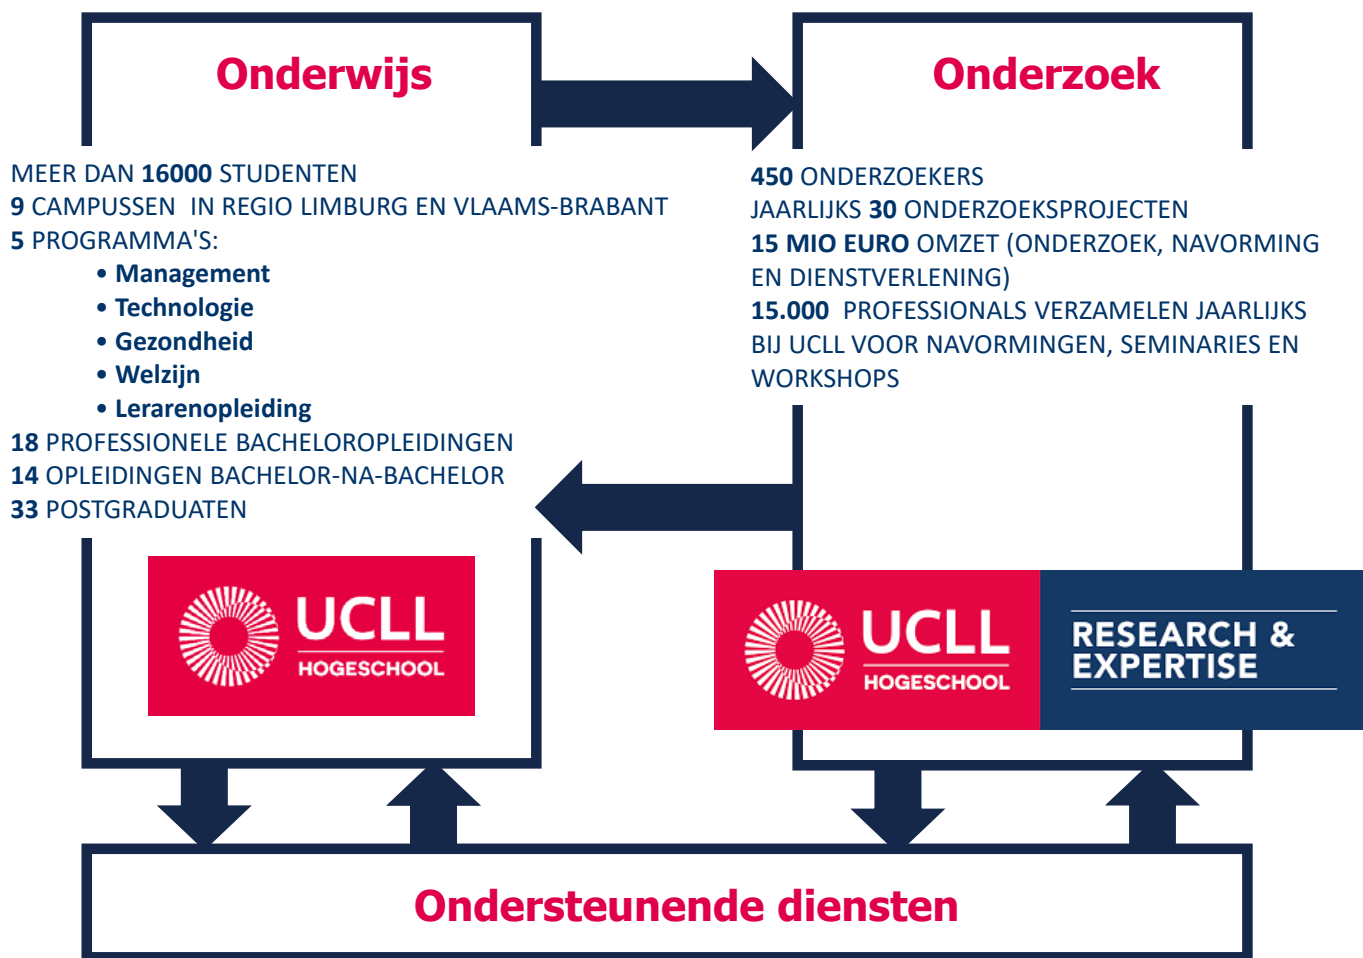 Onderwijs
MEER DAN 16000 STUDENTEN
9 CAMPUSSEN IN REGIO LIMBURG EN VLAAMS-BRABANT
5 PROGRAMMA'S:
• Management
• Technologie
• Gezondheid
• Welzijn
• Lerarenopleiding
18 PROFESSIONELE BACHELOROPLEIDINGEN
14 OPLEIDINGEN BACHELOR-NA-BACHELOR
33 POSTGRADUATEN
UCLL
HOGESCHOOL
Onderzoek
450 ONDERZOEKERS
JAARLIJKS 30 ONDERZOEKSPROJECTEN
15 MIO EURO OMZET (ONDERZOEK, NAVORMING
EN DIENSTVERLENING)
15.000 PROFESSIONALS VERZAMELEN JAARLIJKS
BIJ UCLL VOOR NAVORMINGEN, SEMINARIES EN
WORKSHOPS
UCLL
HOGESCHOOL
RESEARCH &
EXPERTISE
Ondersteunende diensten